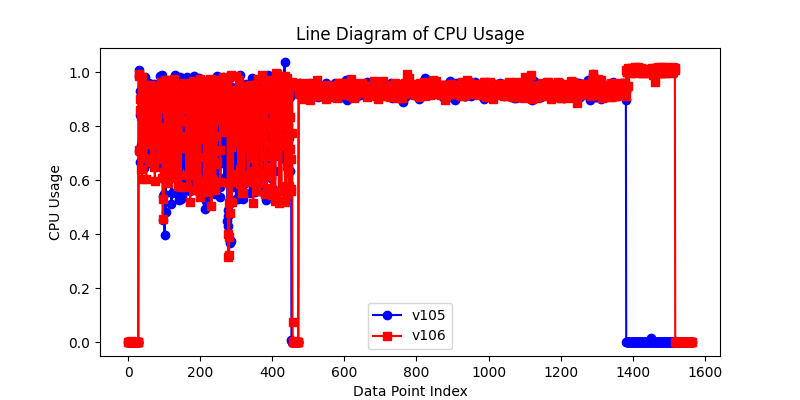 Line Diagram of CPU Usage
1.0
0.8
0.6
0.4
0.2
0.0
CPU Usage
v105
v106
0 200 400 600 800 1000 1200 1400 1600
Data Point Index